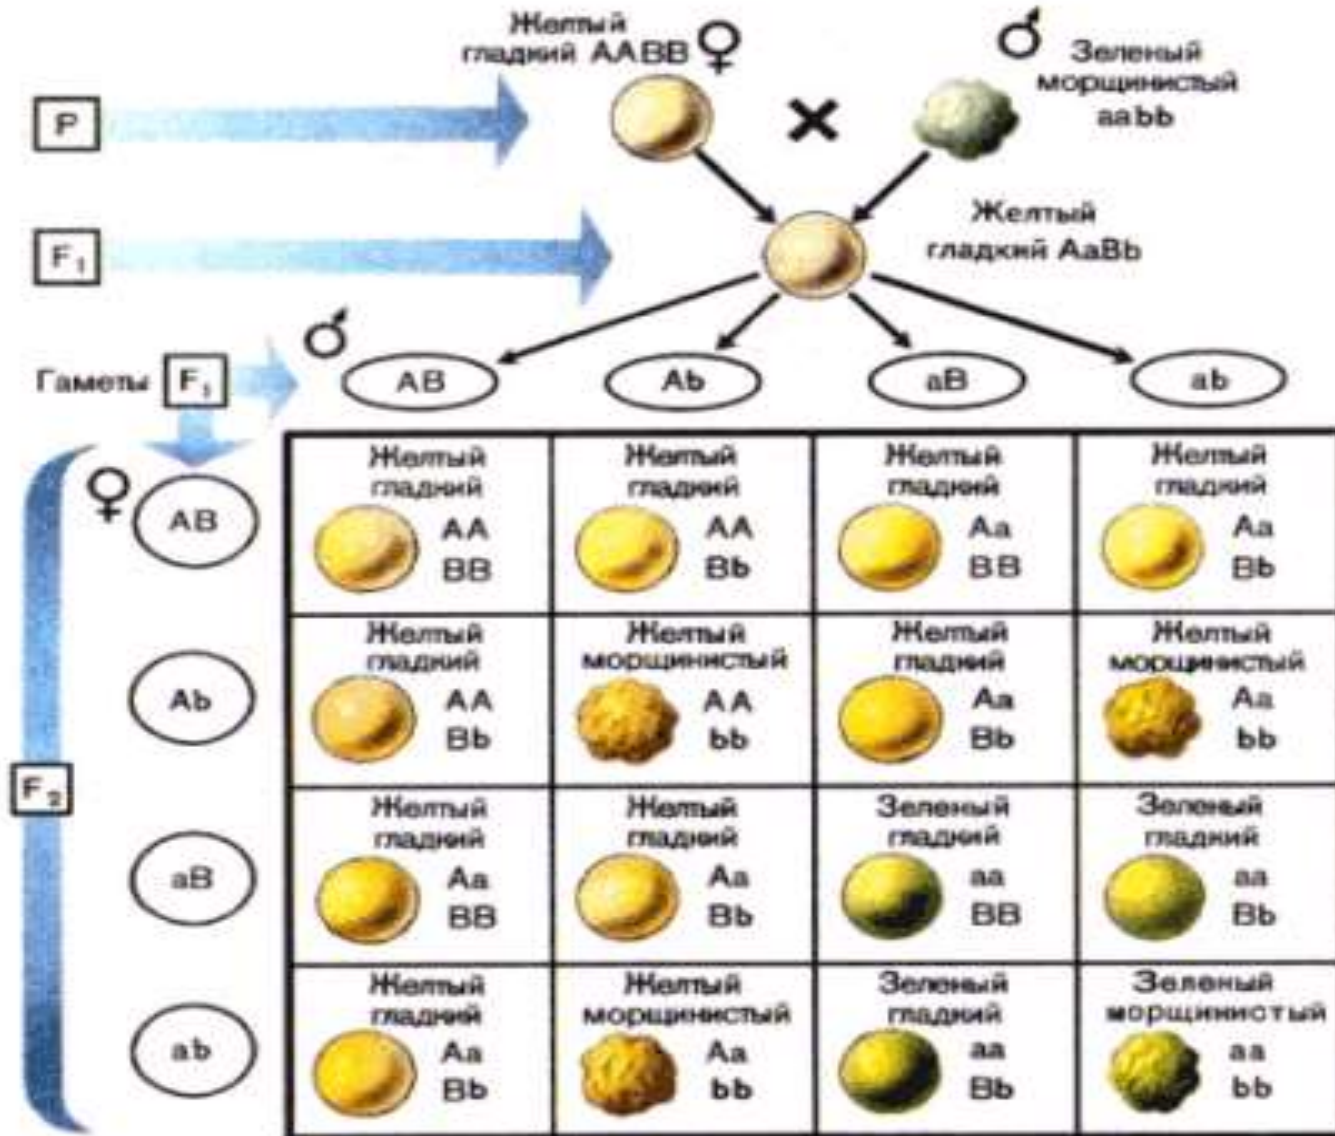 Желтый
гладкий AABB ♀
♂
Зеленый
морщинистый
aabb
P
×
F₁
Желтый
гладкий AaBb
Гаметы F₁
♂
AB
Ab
aB
ab
F₂
♀
AB
Желтый
гладкий
AA
BB
Желтый
гладкий
AA
Bb
Желтый
гладкий
Aa
BB
Желтый
гладкий
Aa
Bb
Ab
Желтый
гладкий
AA
Bb
Желтый
морщинистый
AA
bb
Желтый
гладкий
Aa
Bb
Желтый
морщинистый
Aa
bb
aB
Желтый
гладкий
Aa
BB
Желтый
гладкий
Aa
Bb
Зеленый
гладкий
aa
BB
Зеленый
гладкий
aa
Bb
ab
Желтый
гладкий
Aa
Bb
Желтый
морщинистый
Aa
bb
Зеленый
гладкий
aa
Bb
Зеленый
морщинистый
aa
bb